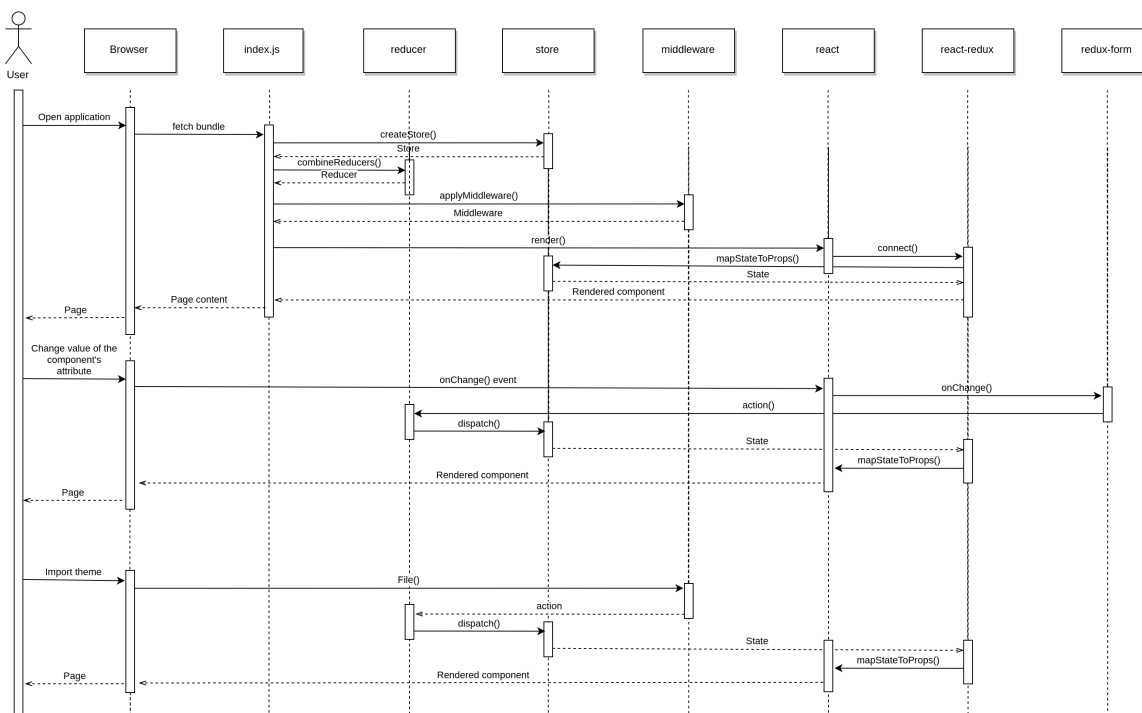 Browser
index.js
reducer
store
middleware
react
react-redux
redux-form
User
Open application
fetch bundle
createStore()
Store
combineReducers()
Reducer
applyMiddleware()
Middleware
render()
connect()
mapStateToProps()
State
Rendered component
Page content
Page
Change value of the
component's
attribute
onChange() event
onChange()
action()
dispatch()
State
mapStateToProps()
Rendered component
Page
Import theme
File()
action
dispatch()
State
mapStateToProps()
Rendered component
Page